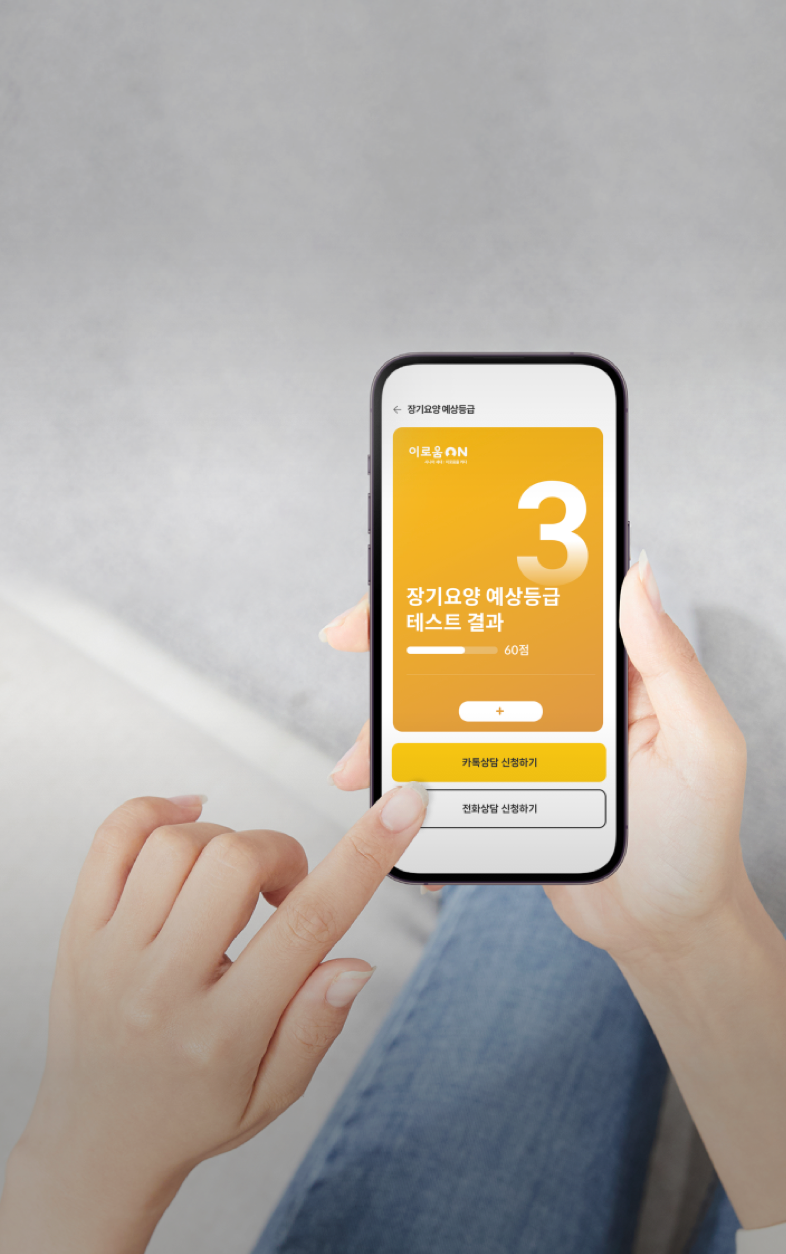 ← 장기요양 예상등급
이로움ON
3
장기요양 예상등급
테스트 결과
60점
+
카톡상담 신청하기
전화상담 신청하기